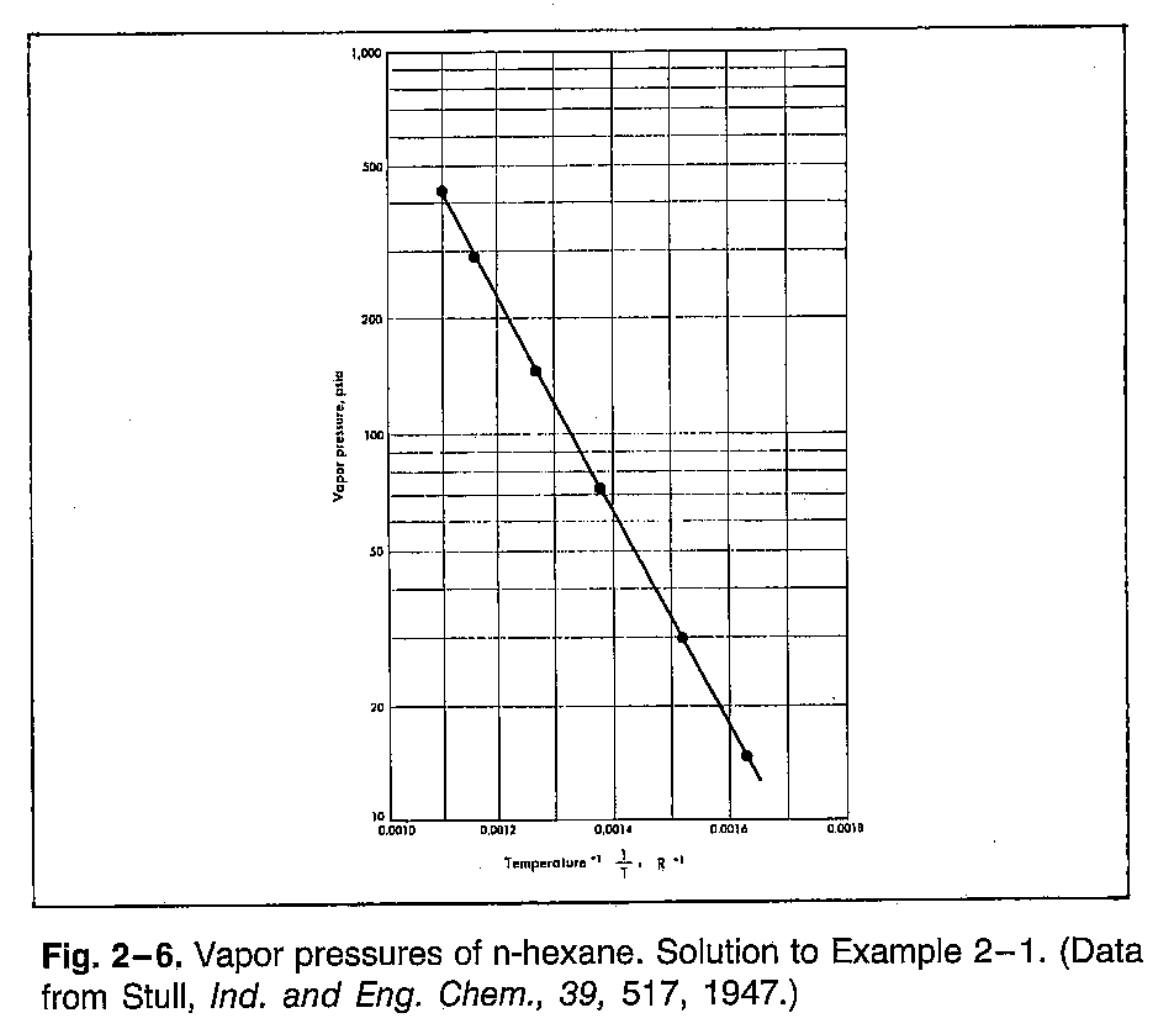 1,000
500
200
100
50
20
10
Vapor pressure, psia
0.0010 0.0012 0.0014 0.0016 0.0018
Temperature -1 1/T , R -1
Fig. 2–6. Vapor pressures of n-hexane. Solution to Example 2–1. (Data
from Stull, Ind. and Eng. Chem., 39, 517, 1947.)